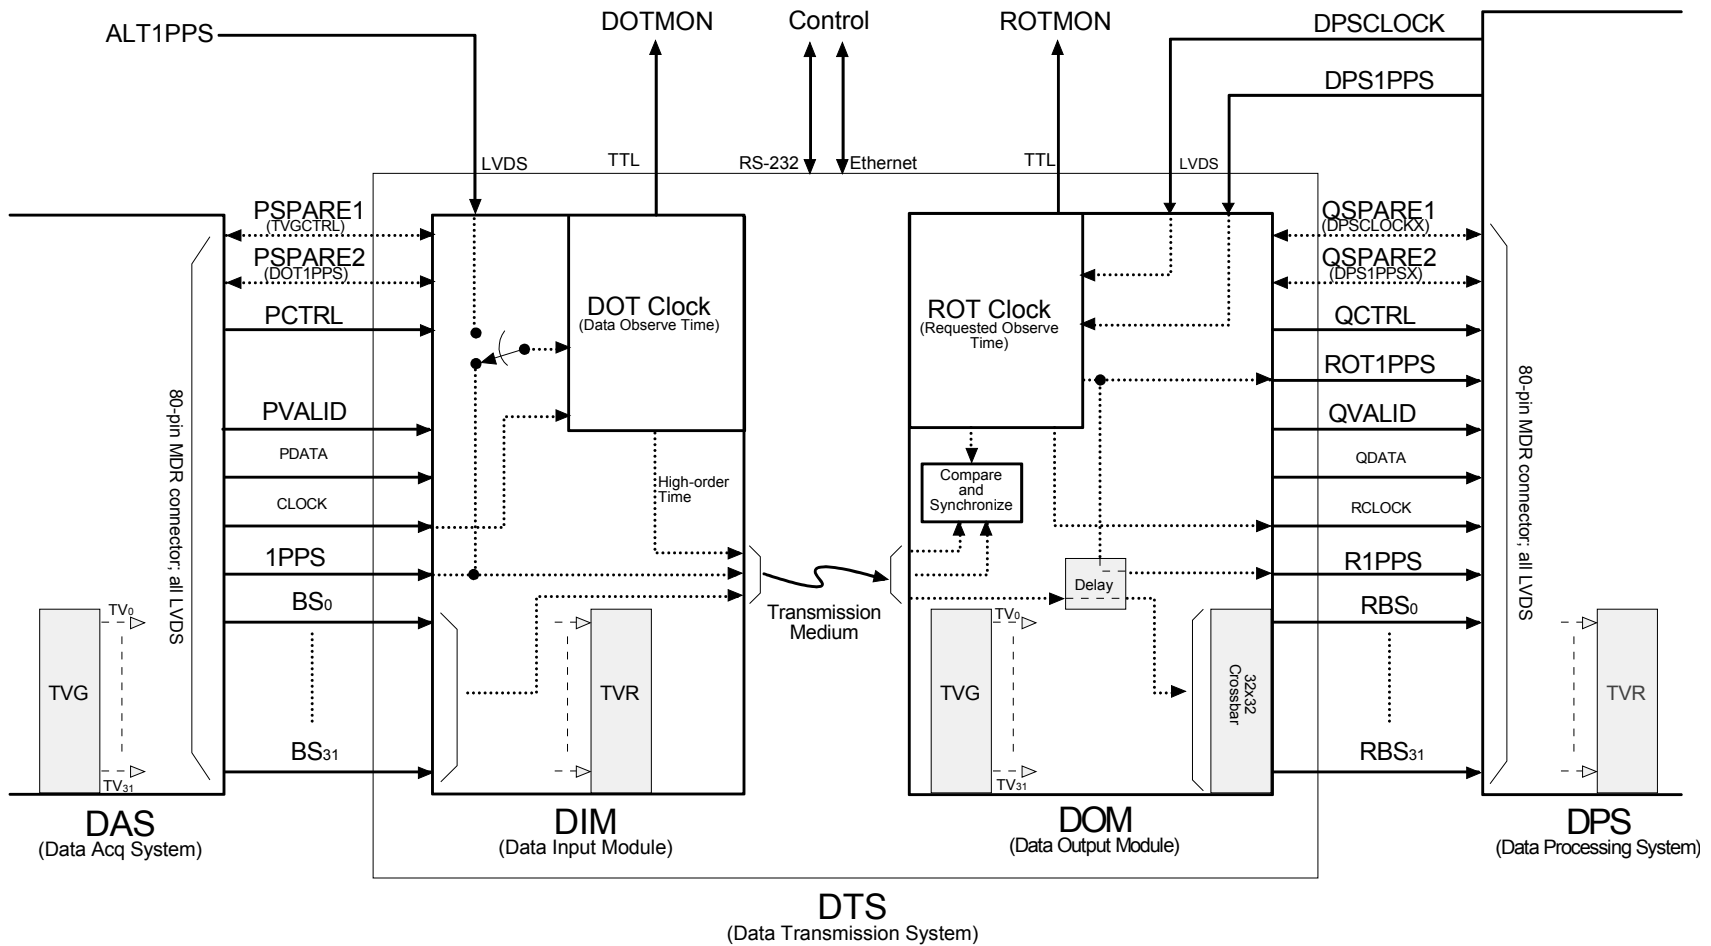 ALT1PPS
DOTMON
Control
ROTMON
DPSCLOCK
DPS1PPS
LVDS
TTL
RS-232
Ethernet
TTL
LVDS
PSPARE1
(TVGCTRL)
PSPARE2
(DOT1PPS)
PCTRL
PVALID
PDATA
CLOCK
1PPS
BS0
BS31
80-pin MDR connector; all LVDS
TVG
TV0
TV31
DOT Clock
(Data Observe Time)
High-order
Time
TVR
Transmission
Medium
ROT Clock
(Requested Observe
Time)
Compare
and
Synchronize
Delay
TVG
TV0
TV31
32x32
Crossbar
QSPARE1
(DPSCLOCKX)
QSPARE2
(DPS1PPSX)
QCTRL
ROT1PPS
QVALID
QDATA
RCLOCK
R1PPS
RBS0
RBS31
80-pin MDR connector; all LVDS
TVR
DAS
(Data Acq System)
DIM
(Data Input Module)
DOM
(Data Output Module)
DPS
(Data Processing System)
DTS
(Data Transmission System)